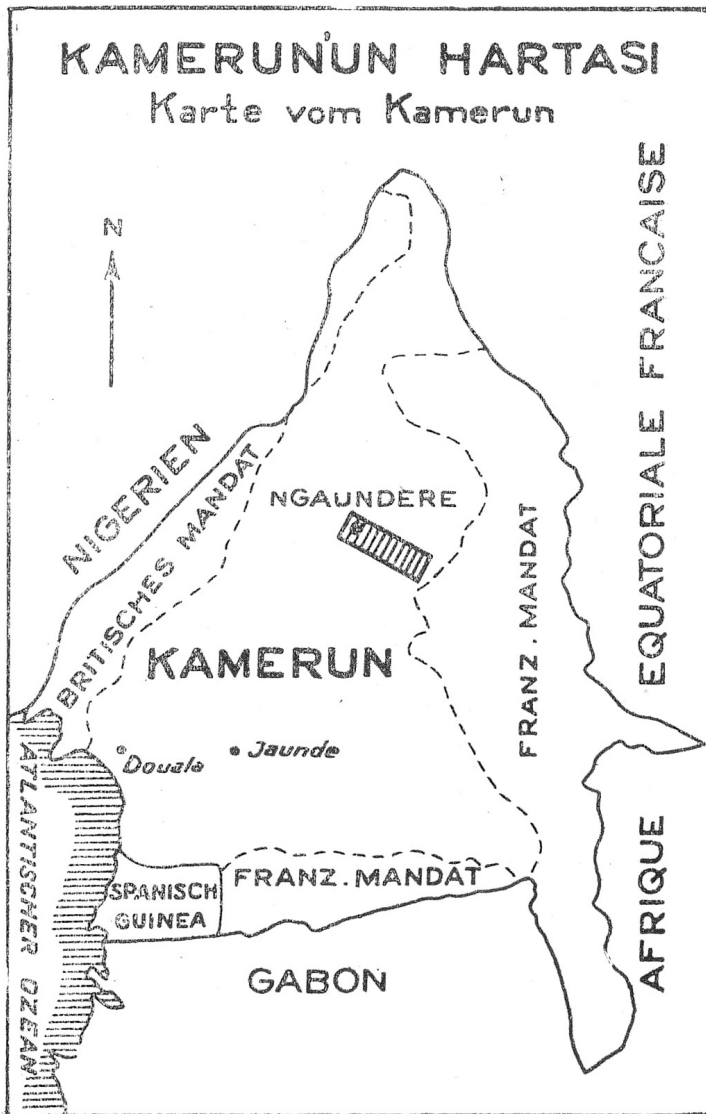 KAMERUN'UN HARTASI
Karte vom Kamerun
N
NIGERIEN
BRITISCHES MANDAT
NGAUNDERE
KAMERUN
Douala
Jaunde
FRANZ. MANDAT
AFRIQUE EQUATORIALE FRANCAISE
ATLANTISCHER OZEAN
SPANISCH
GUINEA
FRANZ. MANDAT
GABON